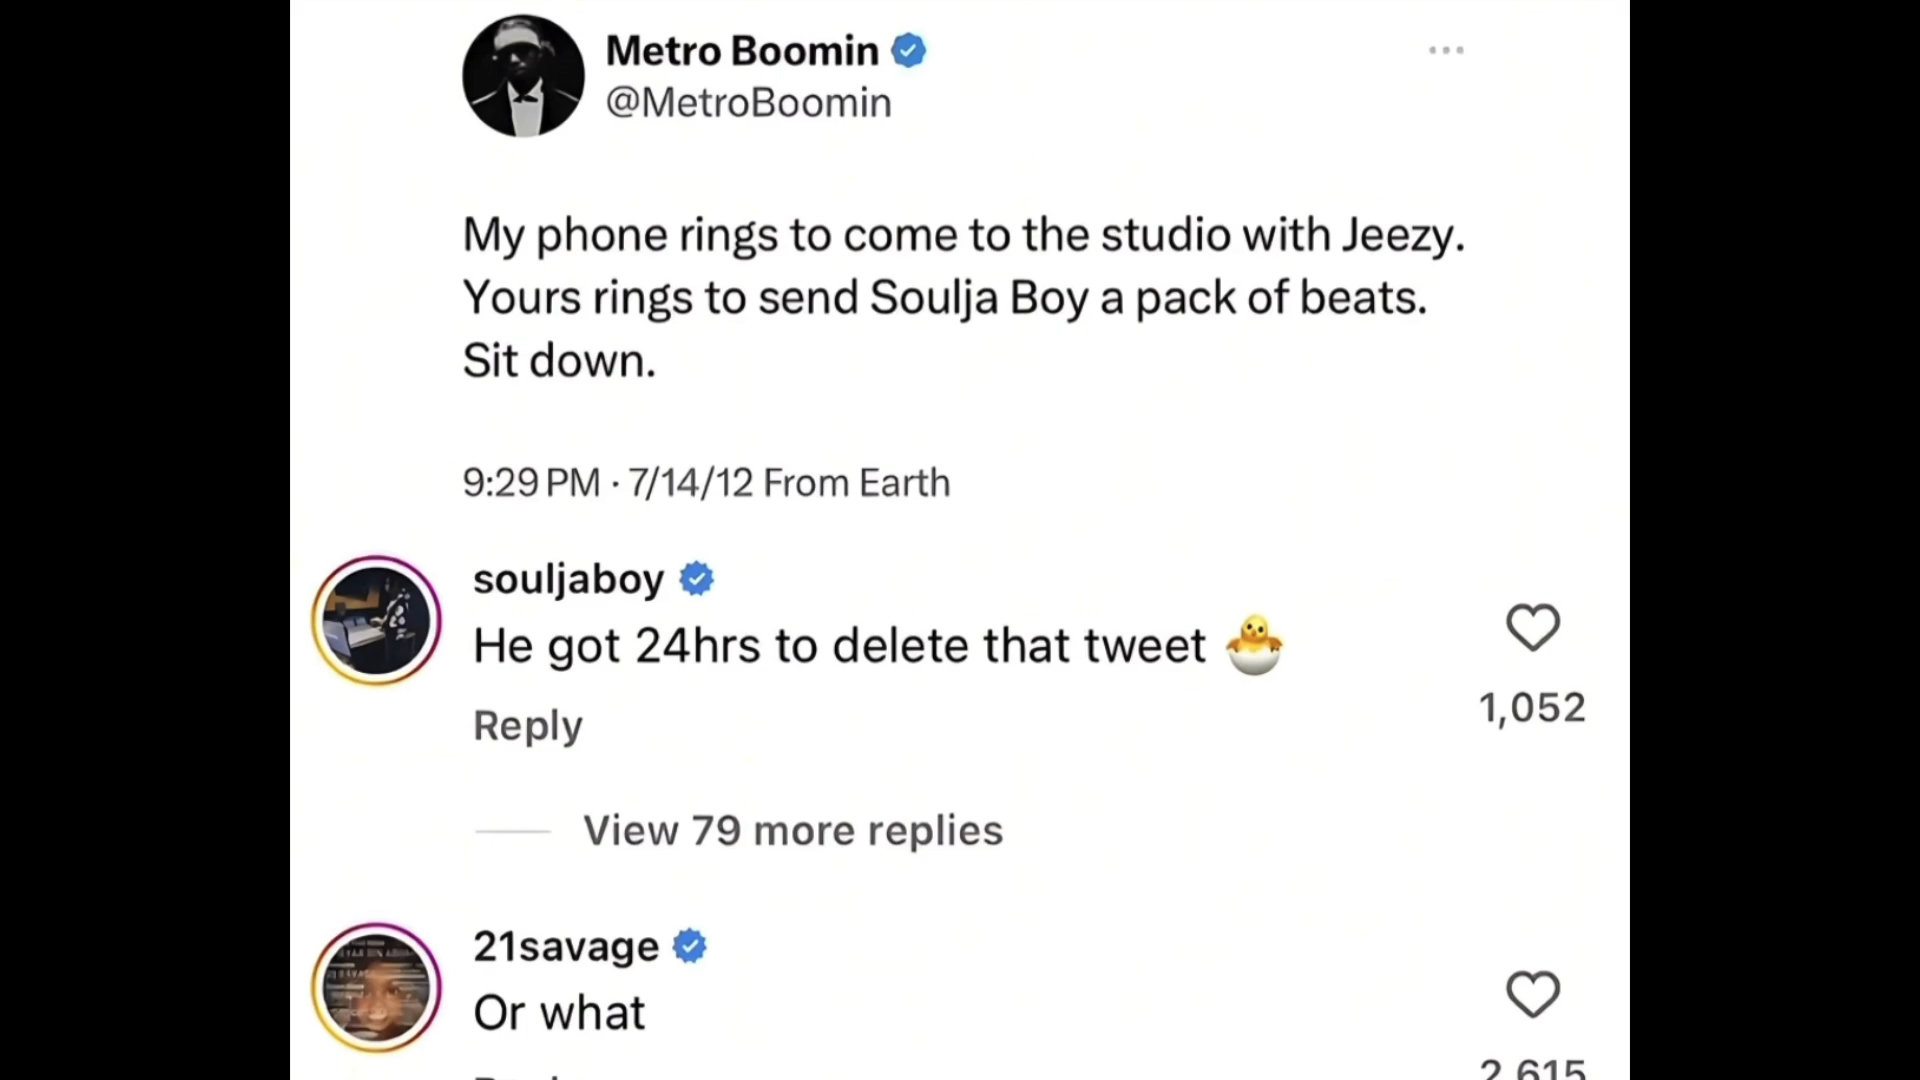 Metro Boomin
@MetroBoomin
My phone rings to come to the studio with Jeezy.
Yours rings to send Soulja Boy a pack of beats.
Sit down.
9:29 PM · 7/14/12 From Earth
souljaboy
He got 24hrs to delete that tweet 🐣
1,052
Reply
View 79 more replies
21savage
Or what
2,615